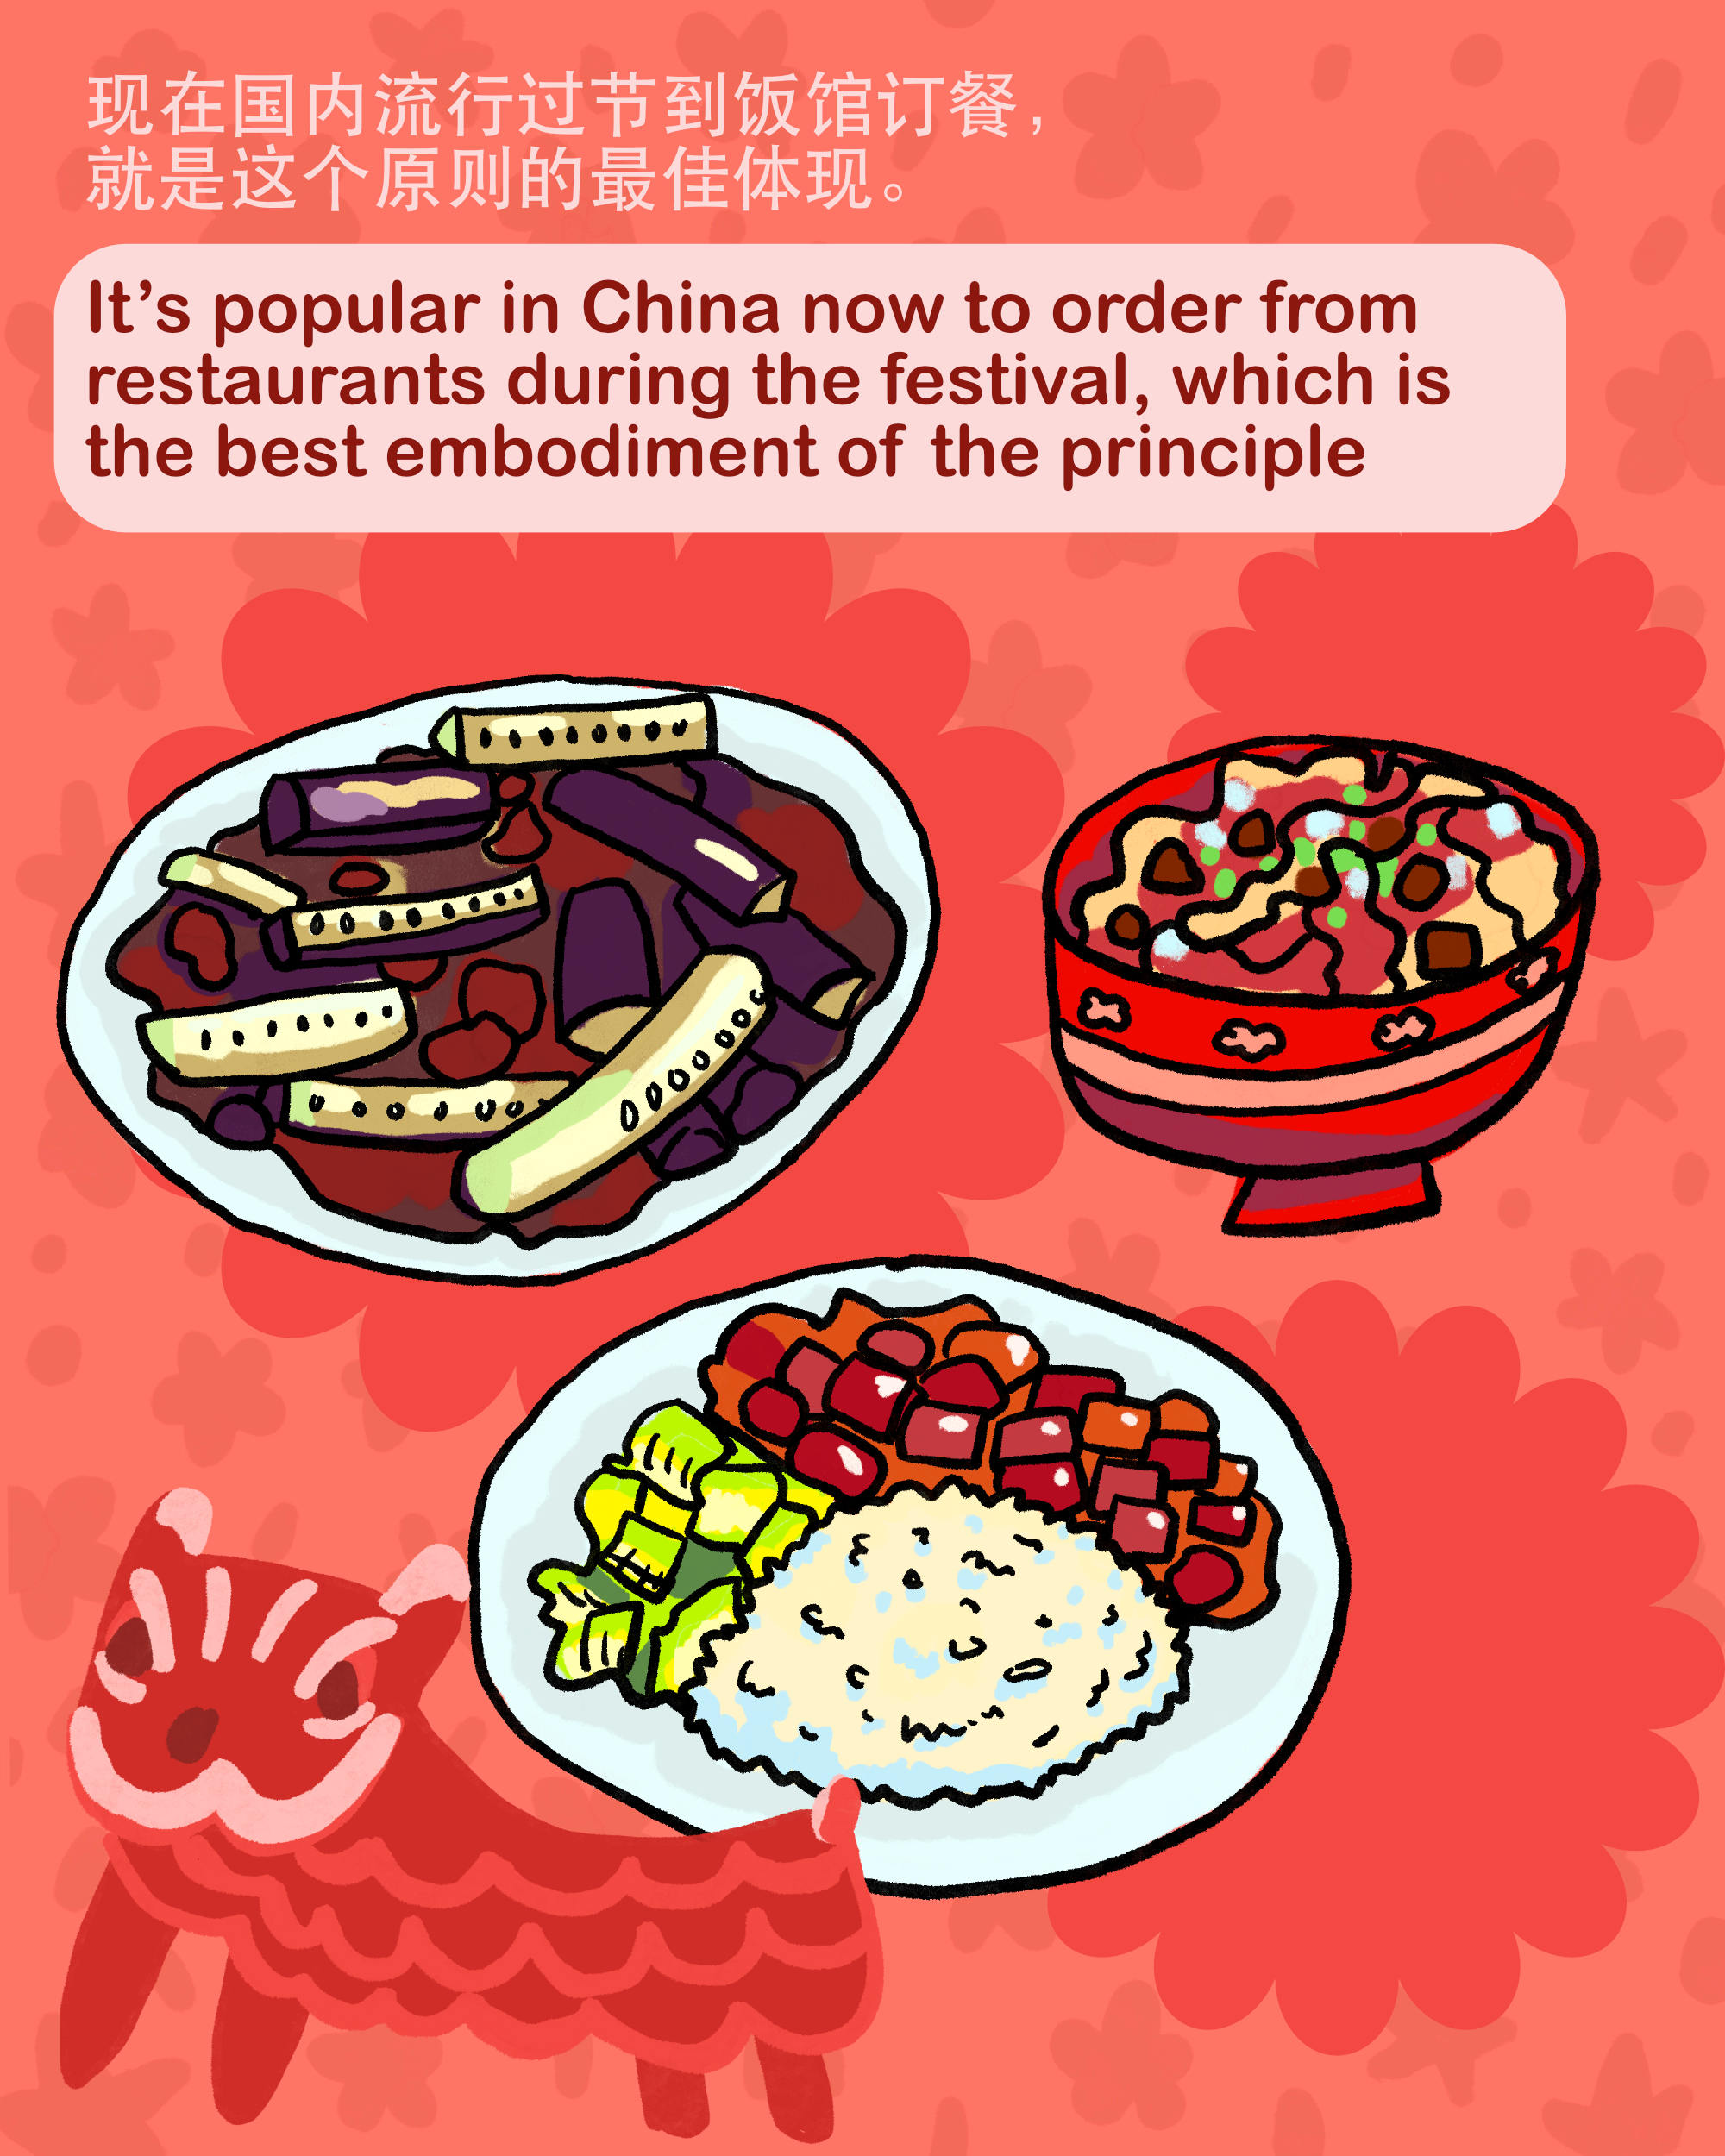 现在国内流行过节到饭馆订餐，
就是这个原则的最佳体现。
It’s popular in China now to order from
restaurants during the festival, which is
the best embodiment of the principle